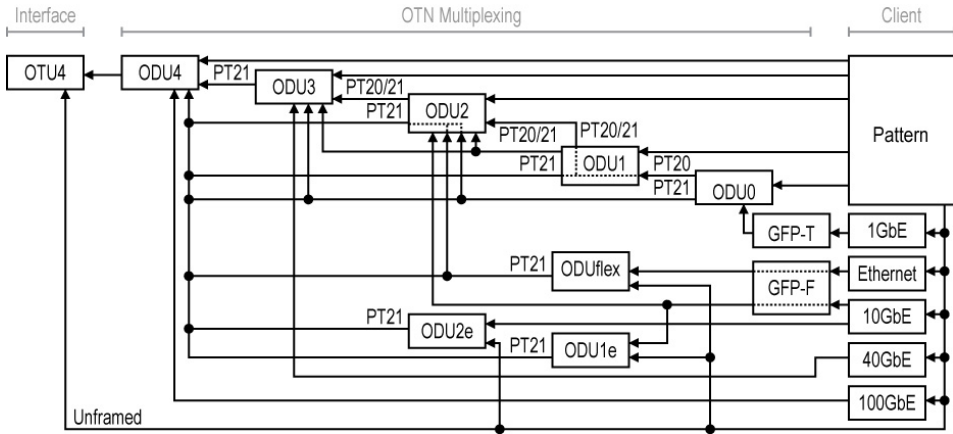 Interface OTN Multiplexing Client
OTU4 ODU4 PT21 ODU3 PT20/21 ODU2 Pattern
PT21
PT20/21 PT20/21
PT21 ODU1 PT20
PT21 ODU0
GFP-T 1GbE
PT21 ODUflex GFP-F Ethernet
PT21 ODU2e 10GbE
PT21 ODU1e 40GbE
100GbE
Unframed